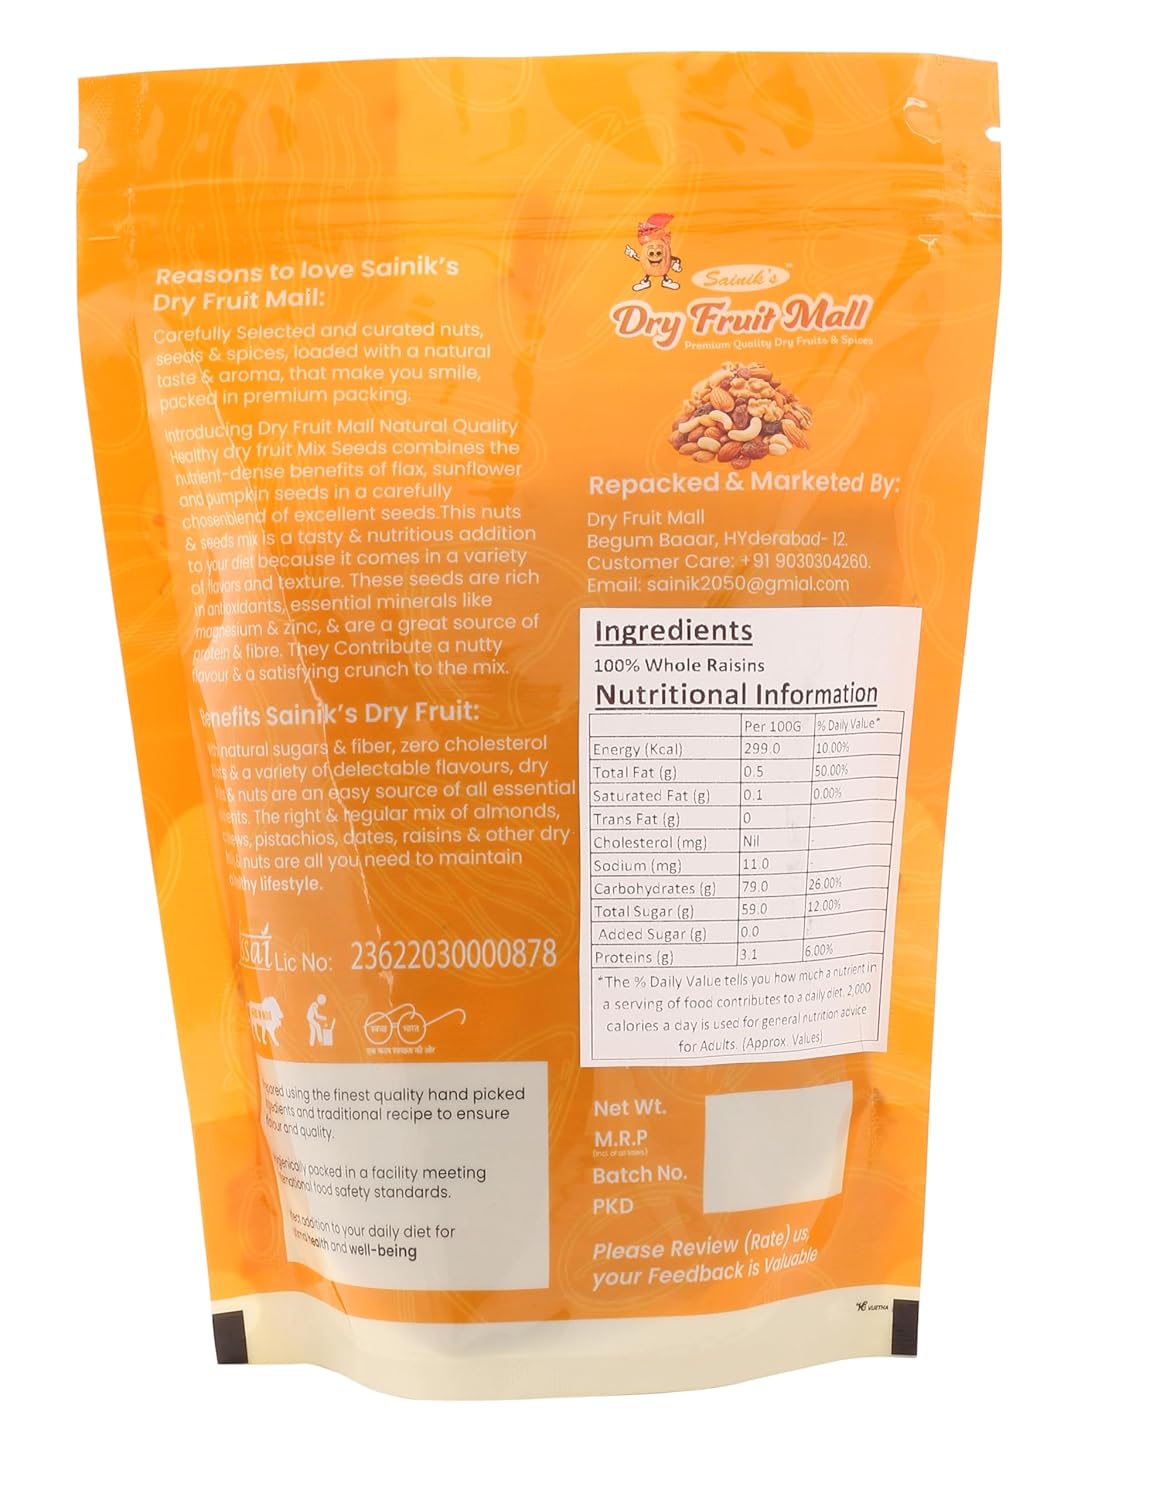 Reasons to love Sainik's
Dry Fruit Mall:
Carefully Selected and curated nuts,
seeds & spices, loaded with a natural
taste & aroma, that make you smile,
packed in premium packing.
Introducing Dry Fruit Mall Natural Quality
Healthy dry fruit Mix Seeds combines the
nutrient-dense benefits of flax, sunflower
and pumpkin seeds in a carefully
chosenblend of excellent seeds.This nuts
& seeds mix is a tasty & nutritious addition
to your diet because it comes in a variety
of flavors and texture. These seeds are rich
in antioxidants, essential minerals like
magnesium & zinc, & are a great source of
protein & fibre. They Contribute a nutty
flavour & a satisfying crunch to the mix.
Benefits Sainik's Dry Fruit:
natural sugars & fiber, zero cholesterol
& a variety of delectable flavours, dry
& nuts are an easy source of all essential
The right & regular mix of almonds,
pistachios, dates, raisins & other dry
& nuts are all you need to maintain
lifestyle.
Lic No: 23622030000878
स्वच्छ भारत
एक कदम स्वच्छता की ओर
using the finest quality hand picked
and traditional recipe to ensure
and quality.
packed in a facility meeting
food safety standards.
addition to your daily diet for
health and well-being
Sainik's
Dry Fruit Mall
Premium Quality Dry Fruits & Spices
Repacked & Marketed By:
Dry Fruit Mall
Begum Baaar, HYderabad- 12.
Customer Care: +91 9030304260.
Email: sainik2050@gmial.com
Ingredients
100% Whole Raisins
Nutritional Information
Per 100G % Daily Value*
Energy (Kcal) 299.0 10.00%
Total Fat (g) 0.5 50.00%
Saturated Fat (g) 0.1 0.00%
Trans Fat (g) 0 -
Cholesterol (mg) Nil -
Sodium (mg) 11.0 -
Carbohydrates (g) 79.0 26.00%
Total Sugar (g) 59.0 12.00%
Added Sugar (g) 0.0 -
Proteins (g) 3.1 6.00%
*The % Daily Value tells you how much a nutrient in
a serving of food contributes to a daily diet. 2,000
calories a day is used for general nutrition advice
for Adults. (Approx. Values)
Net Wt.
M.R.P
(Incl of all taxes)
Batch No.
PKD
Please Review (Rate) us,
your Feedback is Valuable
VIJETHA